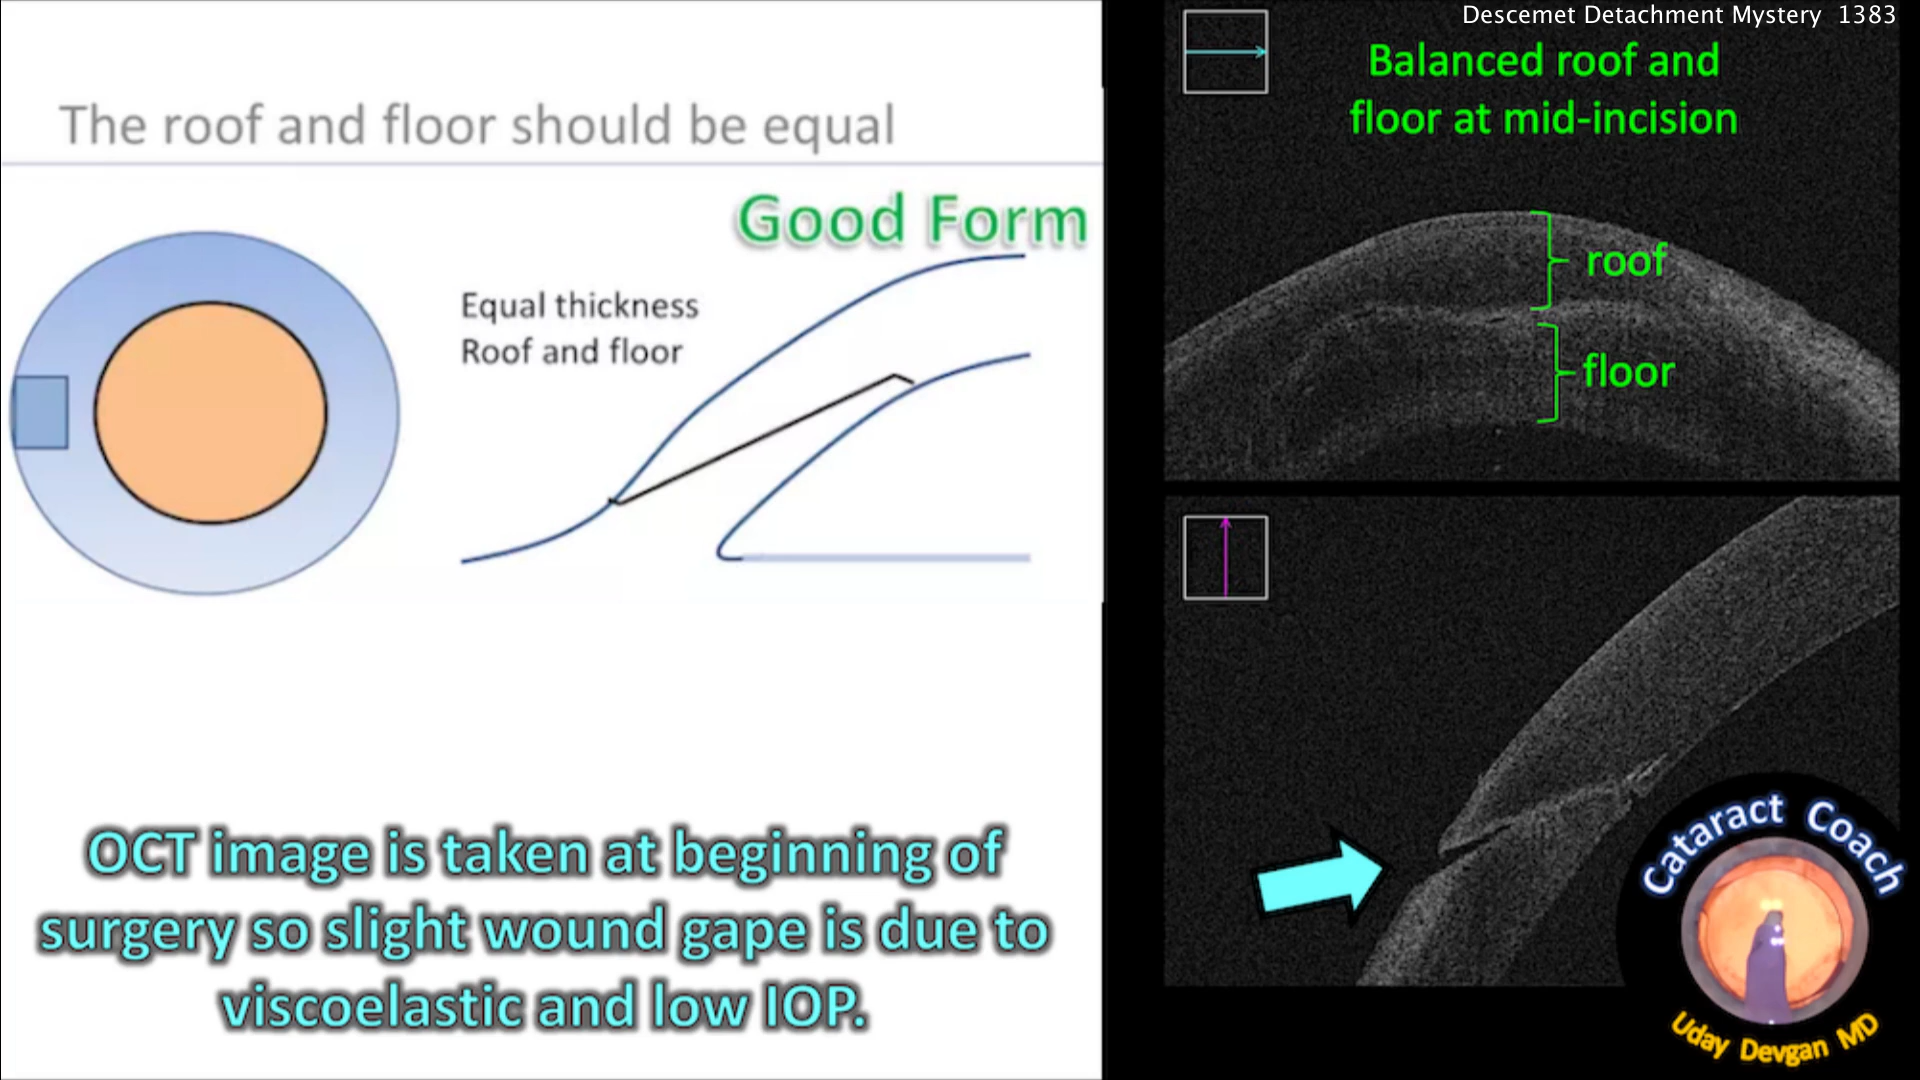 The roof and floor should be equal
Good Form
Equal thickness
Roof and floor
OCT image is taken at beginning of
surgery so slight wound gape is due to
viscoelastic and low IOP.
Descemet Detachment Mystery 1383
Balanced roof and
floor at mid-incision
roof
floor
Cataract Coach
Uday Devgan MD